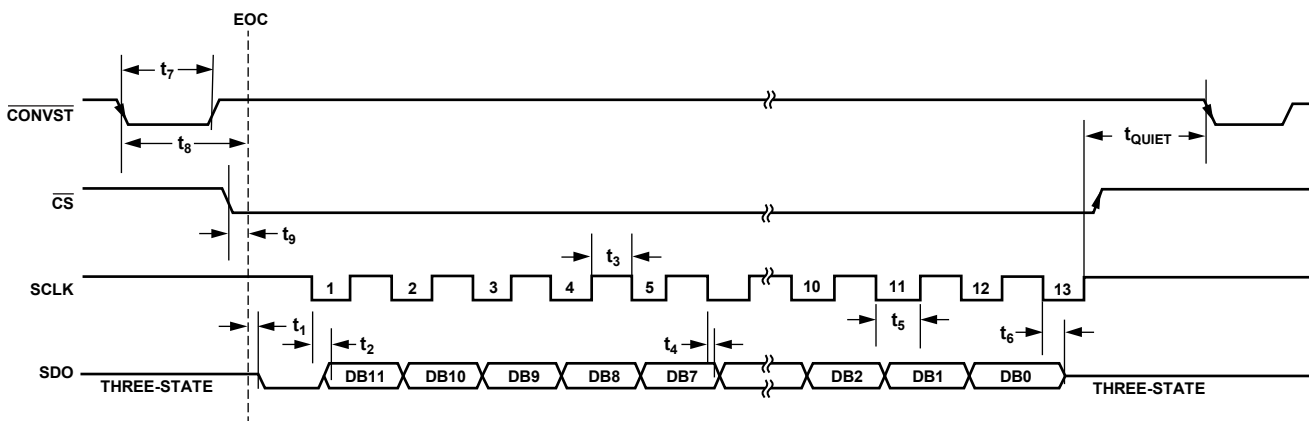 EOC
t7
CONVST
t8
tQUIET
CS
t9
t3
SCLK
1 2 3 4 5 10 11 12 13
t1
t2
t4
t5
t6
SDO
THREE-STATE
DB11 DB10 DB9 DB8 DB7 DB2 DB1 DB0
THREE-STATE